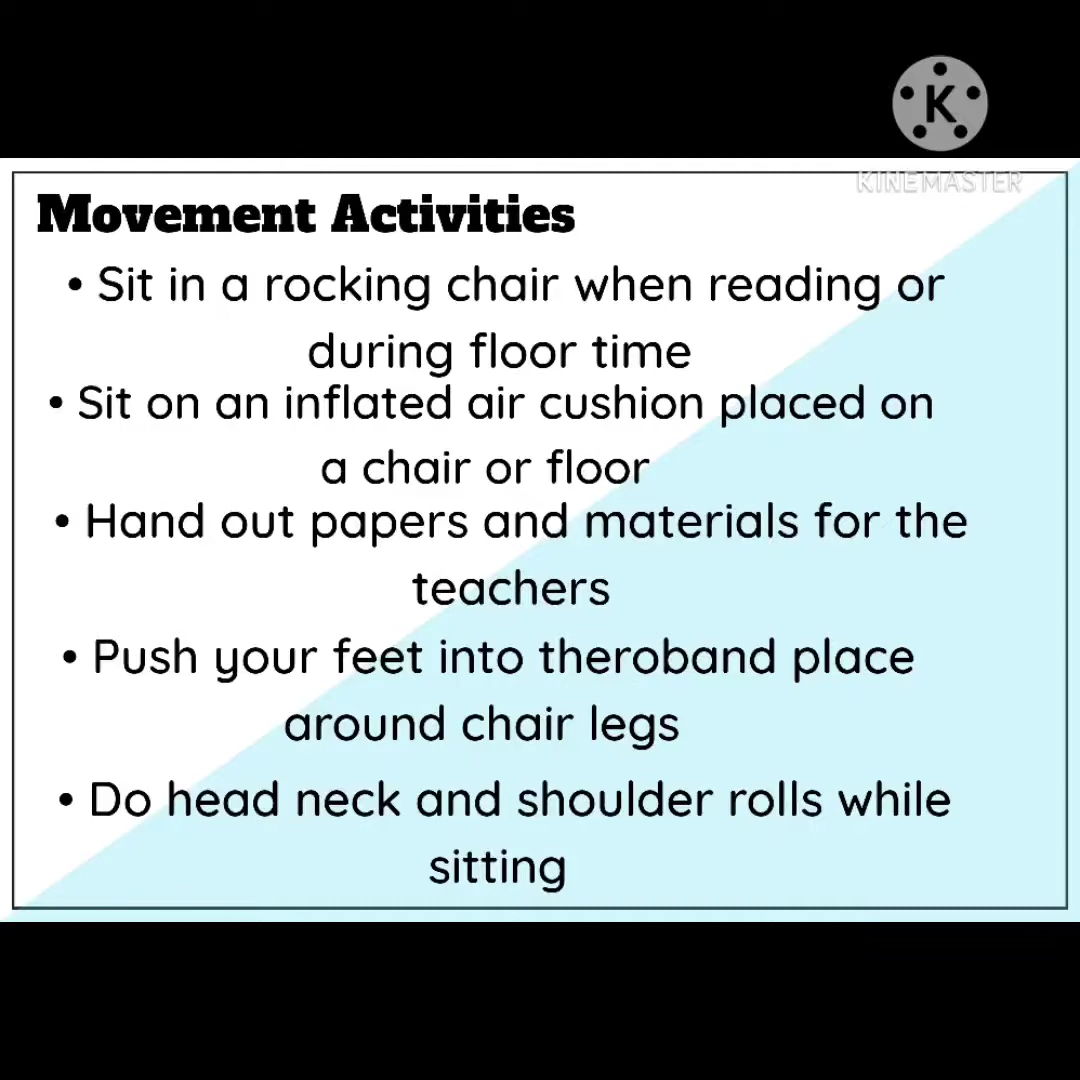 K
KINEMASTER
Movement Activities
• Sit in a rocking chair when reading or
during floor time
• Sit on an inflated air cushion placed on
a chair or floor
• Hand out papers and materials for the
teachers
• Push your feet into theroband place
around chair legs
• Do head neck and shoulder rolls while
sitting